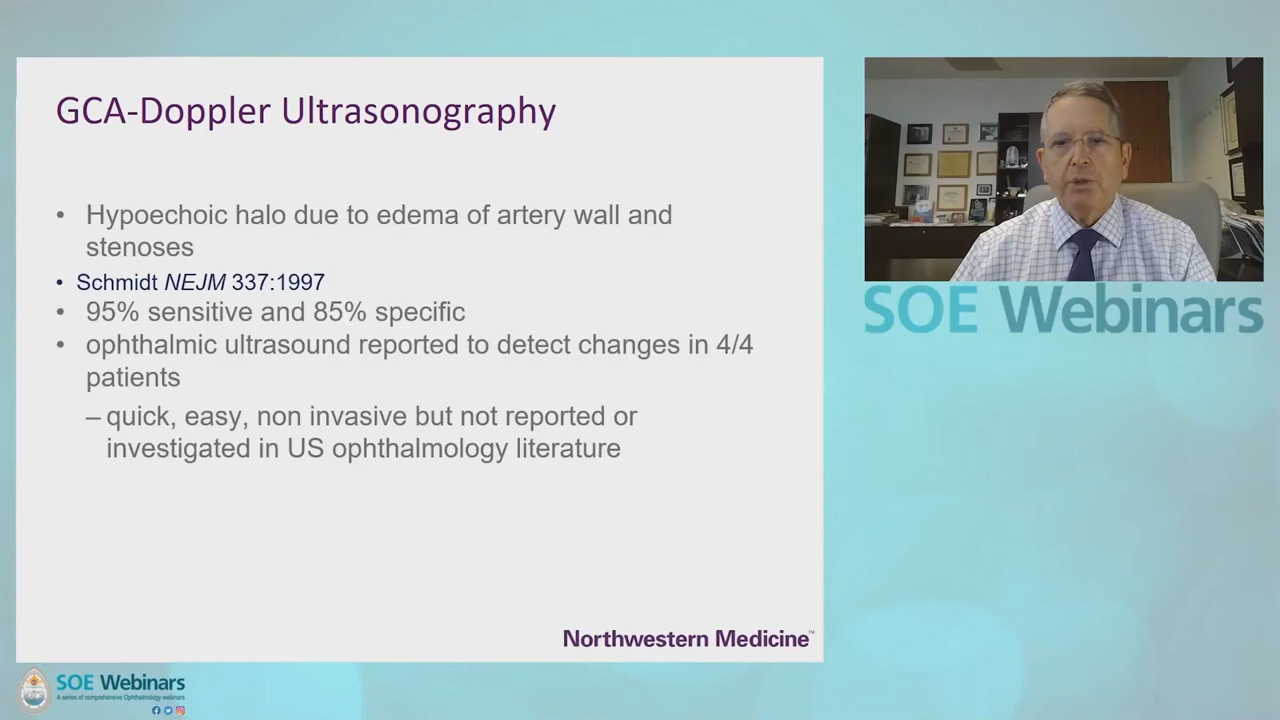 GCA-Doppler Ultrasonography
• Hypoechoic halo due to edema of artery wall and
stenoses
• Schmidt NEJM 337:1997
• 95% sensitive and 85% specific
• ophthalmic ultrasound reported to detect changes in 4/4
patients
– quick, easy, non invasive but not reported or
investigated in US ophthalmology literature
Northwestern Medicine™
SOE Webinars
SOE Webinars
A series of comprehensive Ophthalmology webinars